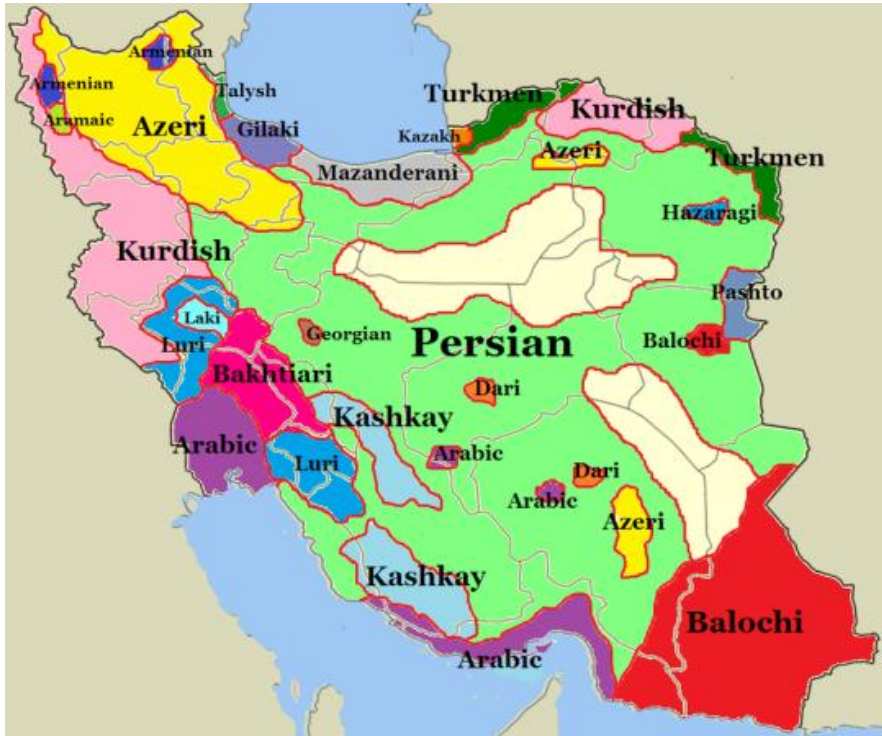 Armenian
Armenian
Talysh
Turkmen
Kurdish
Aramaic
Azeri
Gilaki
Kazakh
Azeri
Turkmen
Mazanderani
Hazaragi
Kurdish
Pashto
Laki
Luri
Georgian
Persian
Balochi
Bakhtiari
Dari
Kashkay
Arabic
Luri
Arabic
Dari
Arabic
Azeri
Kashkay
Balochi
Arabic